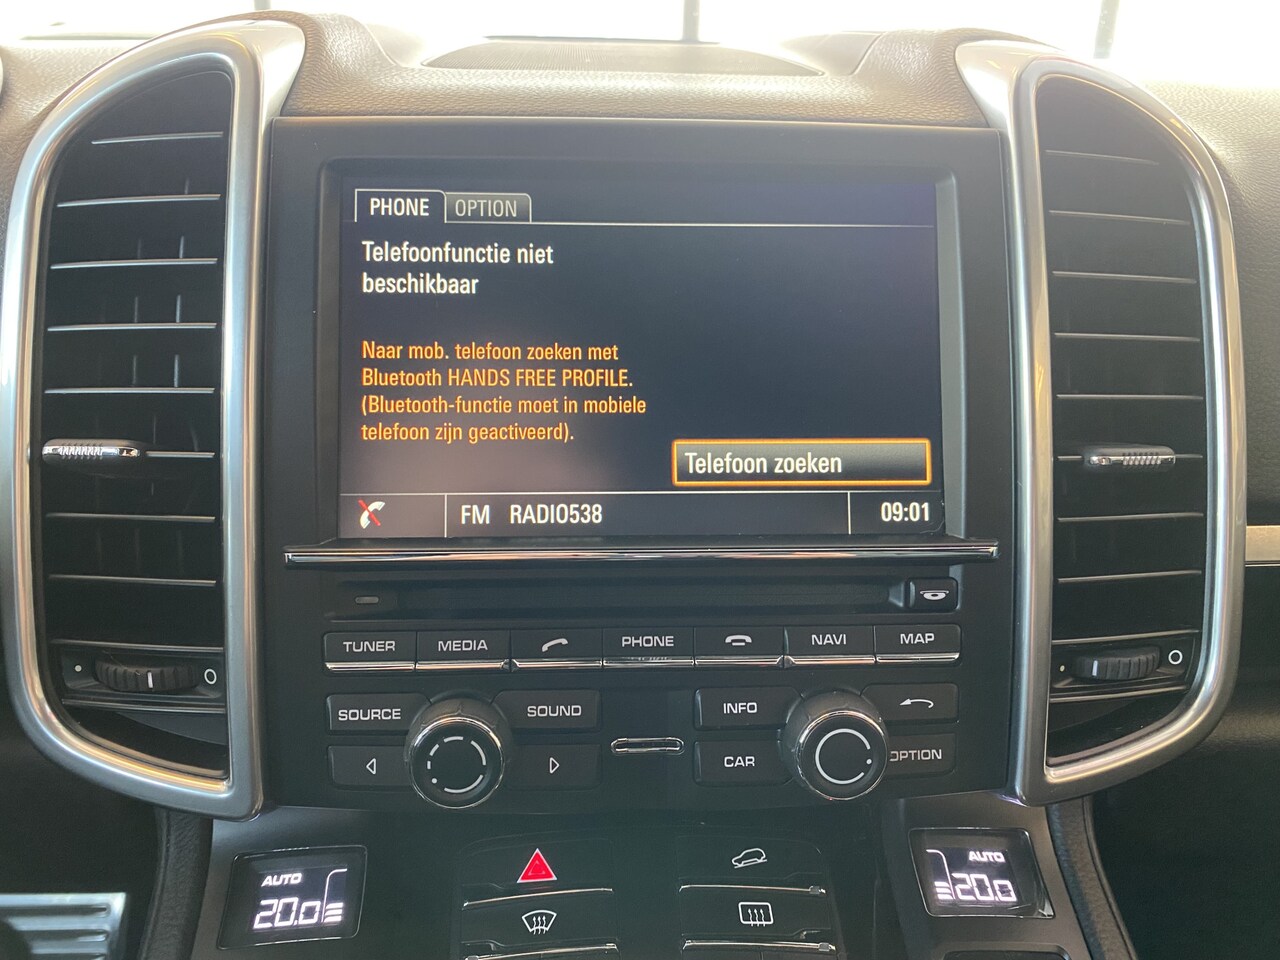 PHONE OPTION
Telefoonfunctie niet
beschikbaar
Naar mob. telefoon zoeken met
Bluetooth HANDS FREE PROFILE.
(Bluetooth-functie moet in mobiele
telefoon zijn geactiveerd).
Telefoon zoeken
FM RADIO538 09:01
TUNER MEDIA PHONE NAVI MAP
SOURCE SOUND INFO
CAR OPTION
AUTO AUTO
20.0 20.0